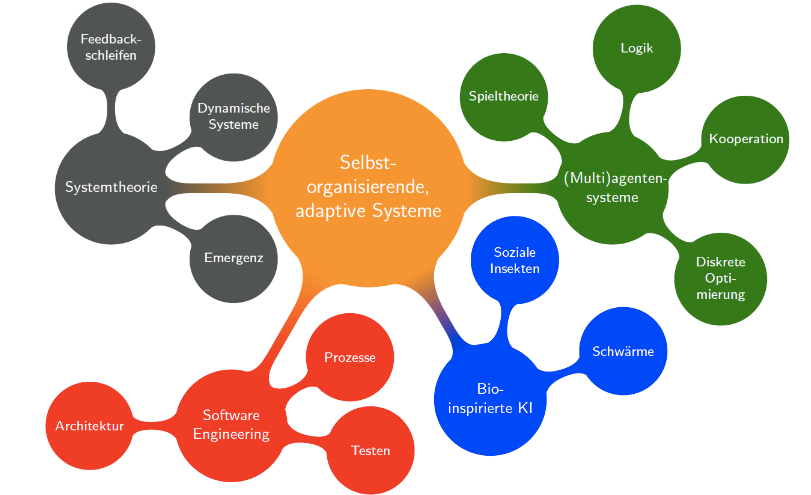 Feedback-
schleifen
Dynamische
Systeme
Systemtheorie
Emergenz
Selbst-
organisierende,
adaptive Systeme
Spieltheorie
Logik
Kooperation
(Multi)agenten-
systeme
Diskrete
Opti-
mierung
Soziale
Insekten
Schwärme
Bio-
inspirierte KI
Prozesse
Software
Engineering
Architektur
Testen